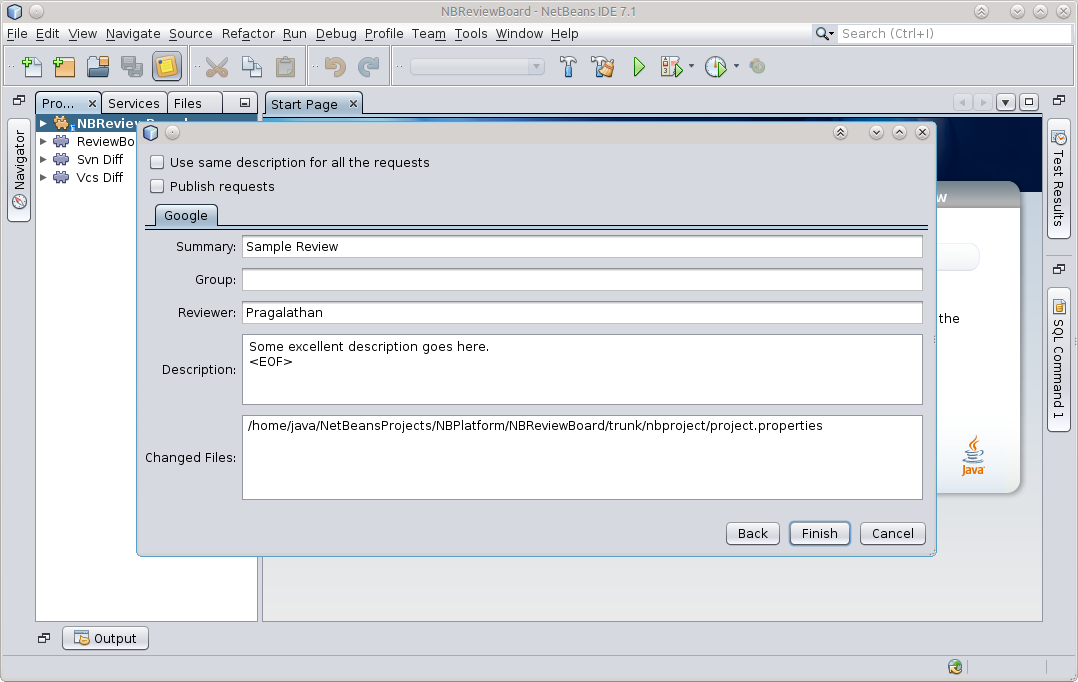 NBReviewBoard - NetBeans IDE 7.1
File Edit View Navigate Source Refactor Run Debug Profile Team Tools Window Help
Search (Ctrl+I)
Pro...
Services
Files
Start Page
Navigator
NBReviewBoard
ReviewBo
Svn Diff
Vcs Diff
Use same description for all the requests
Publish requests
Google
Summary: Sample Review
Group:
Reviewer: Pragalathan
Description: Some excellent description goes here.
<EOF>
Changed Files: /home/java/NetBeansProjects/NBPlatform/NBReviewBoard/trunk/nbproject/project.properties
Back
Finish
Cancel
w
the
Java
Test Results
SQL Command 1
Output